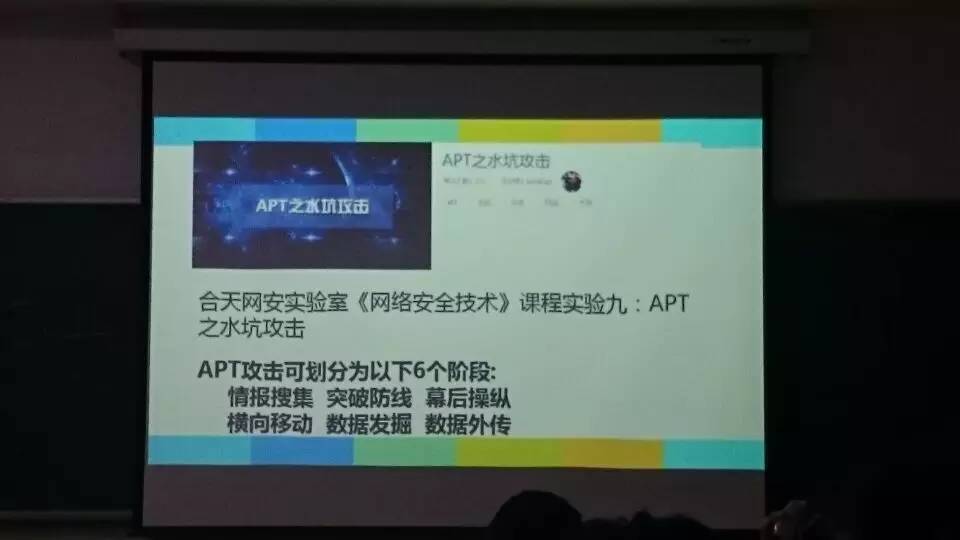 APT之水坑攻击
APT之水坑攻击
合天网安实验室《网络安全技术》课程实验九：APT
之水坑攻击
APT攻击可划分为以下6个阶段:
情报搜集 突破防线 幕后操纵
横向移动 数据发掘 数据外传